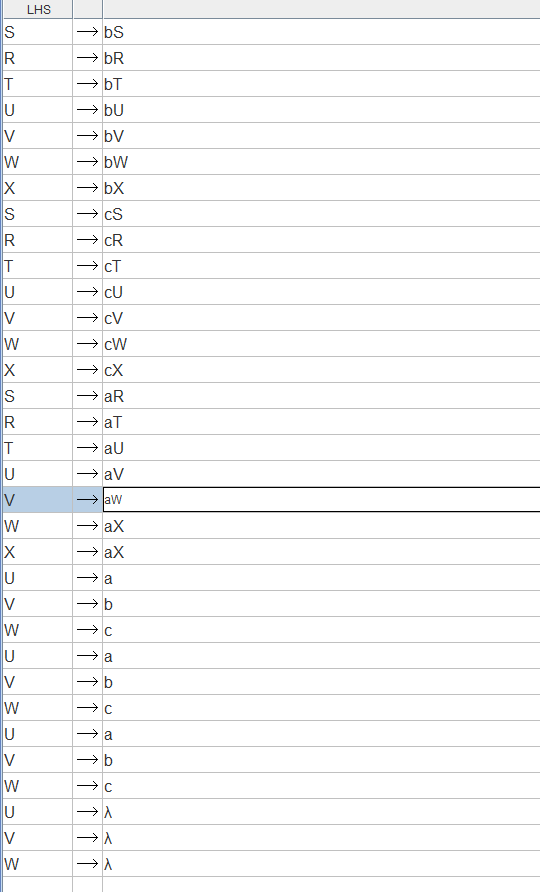 LHS
S → bS
R → bR
T → bT
U → bU
V → bV
W → bW
X → bX
S → cS
R → cR
T → cT
U → cU
V → cV
W → cW
X → cX
S → aR
R → aT
T → aU
U → aV
V → aW
W → aX
X → aX
U → a
V → b
W → c
U → a
V → b
W → c
U → a
V → b
W → c
U → λ
V → λ
W → λ